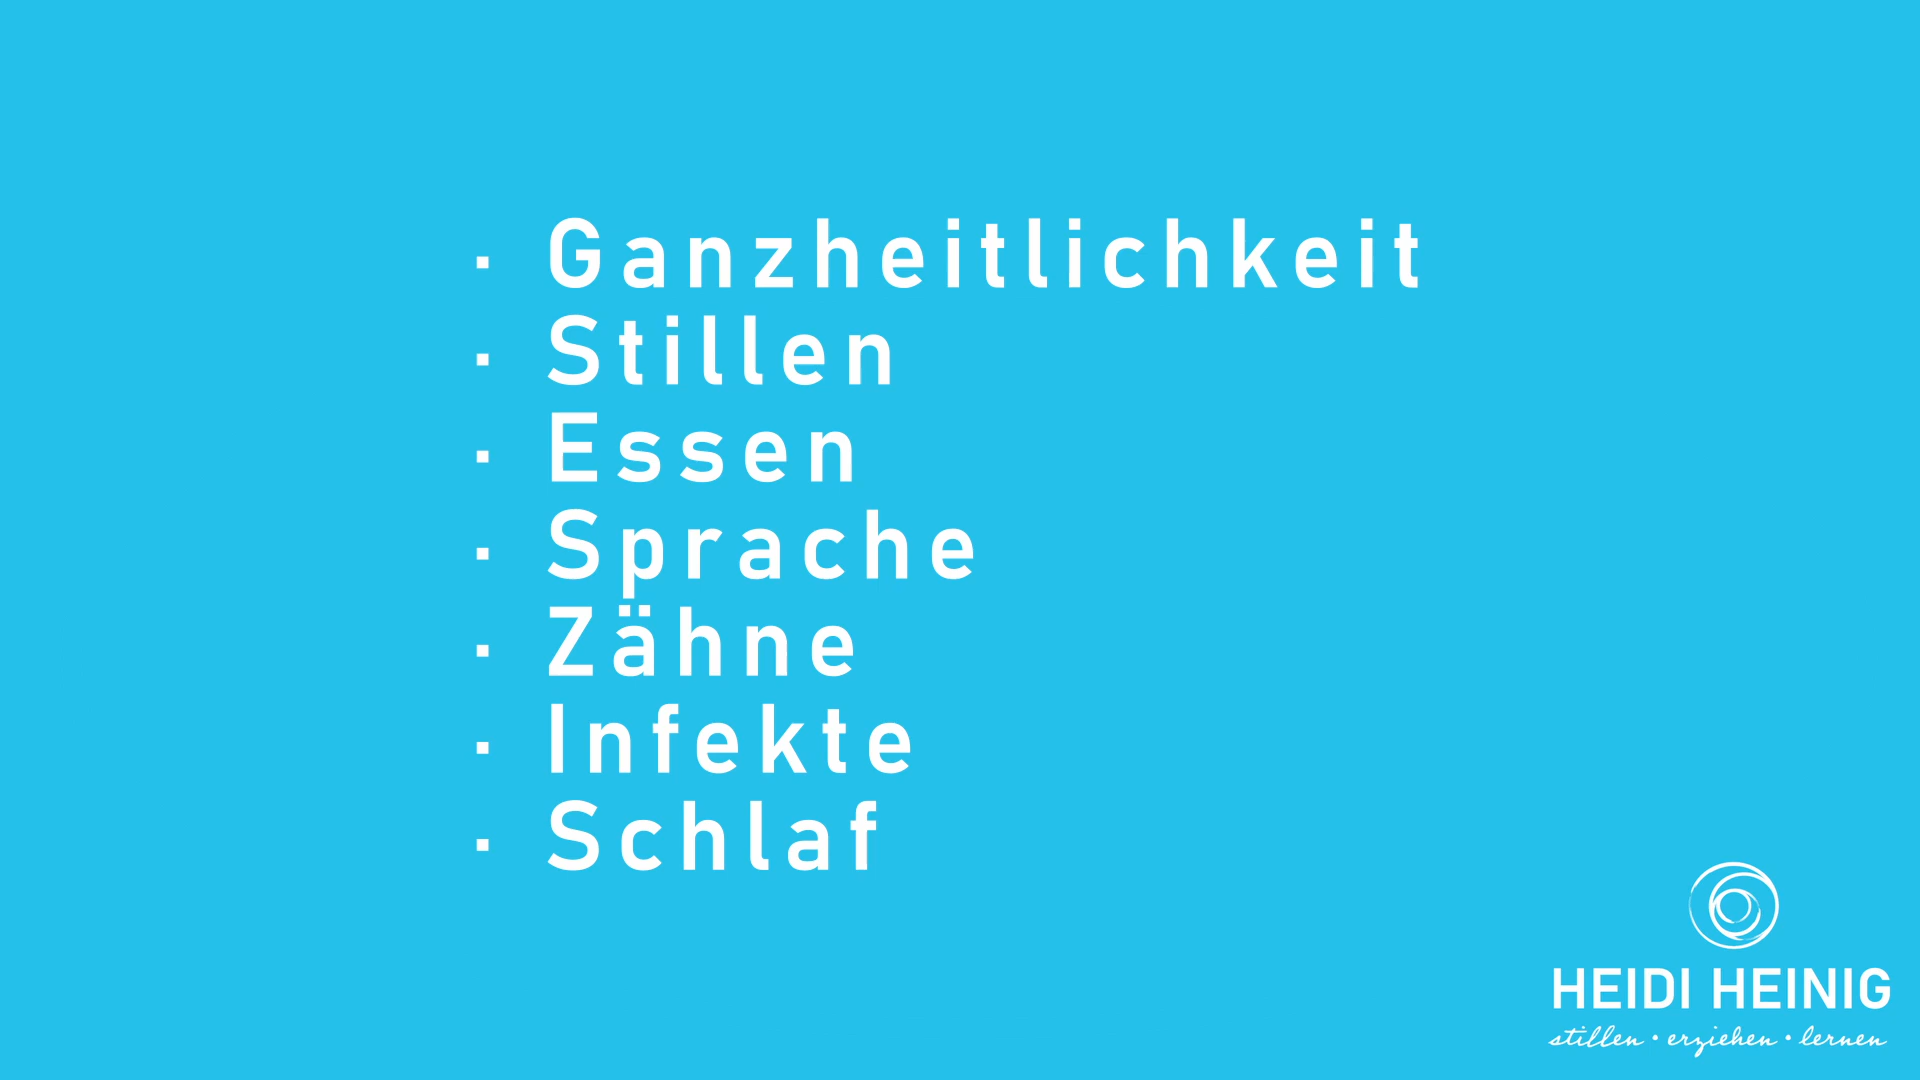 · Ganzheitlichkeit
· Stillen
· Essen
· Sprache
· Zähne
· Infekte
· Schlaf
HEIDI HEINIG
stillen · erziehen · lernen